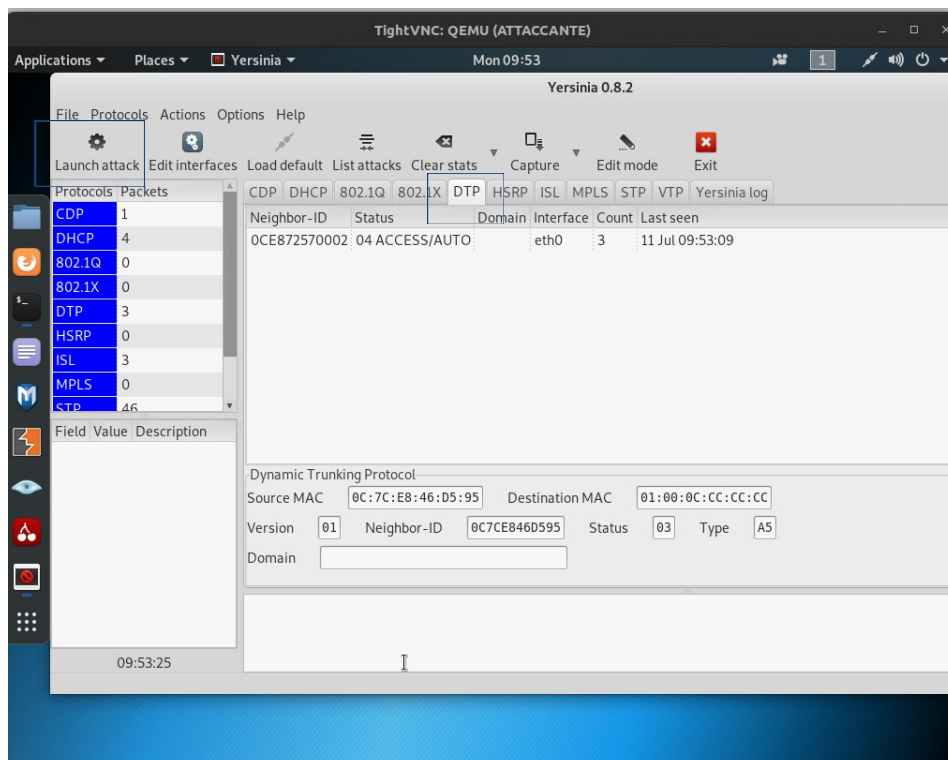 TightVNC: QEMU (ATTACCANTE)
Applications Places Yersinia Mon 09:53 1
Yersinia 0.8.2
File Protocols Actions Options Help
Launch attack Edit interfaces Load default List attacks Clear stats Capture Edit mode Exit
Protocols Packets
CDP 1
DHCP 4
802.1Q 0
802.1X 0
DTP 3
HSRP 0
ISL 3
MPLS 0
STP 46
CDP DHCP 802.1Q 802.1X DTP HSRP ISL MPLS STP VTP Yersinia log
Neighbor-ID Status Domain Interface Count Last seen
0CE872570002 04 ACCESS/AUTO eth0 3 11 Jul 09:53:09
Field Value Description
Dynamic Trunking Protocol
Source MAC 0C:7C:E8:46:D5:95 Destination MAC 01:00:0C:CC:CC:CC
Version 01 Neighbor-ID 0C7CE846D595 Status 03 Type A5
Domain
09:53:25